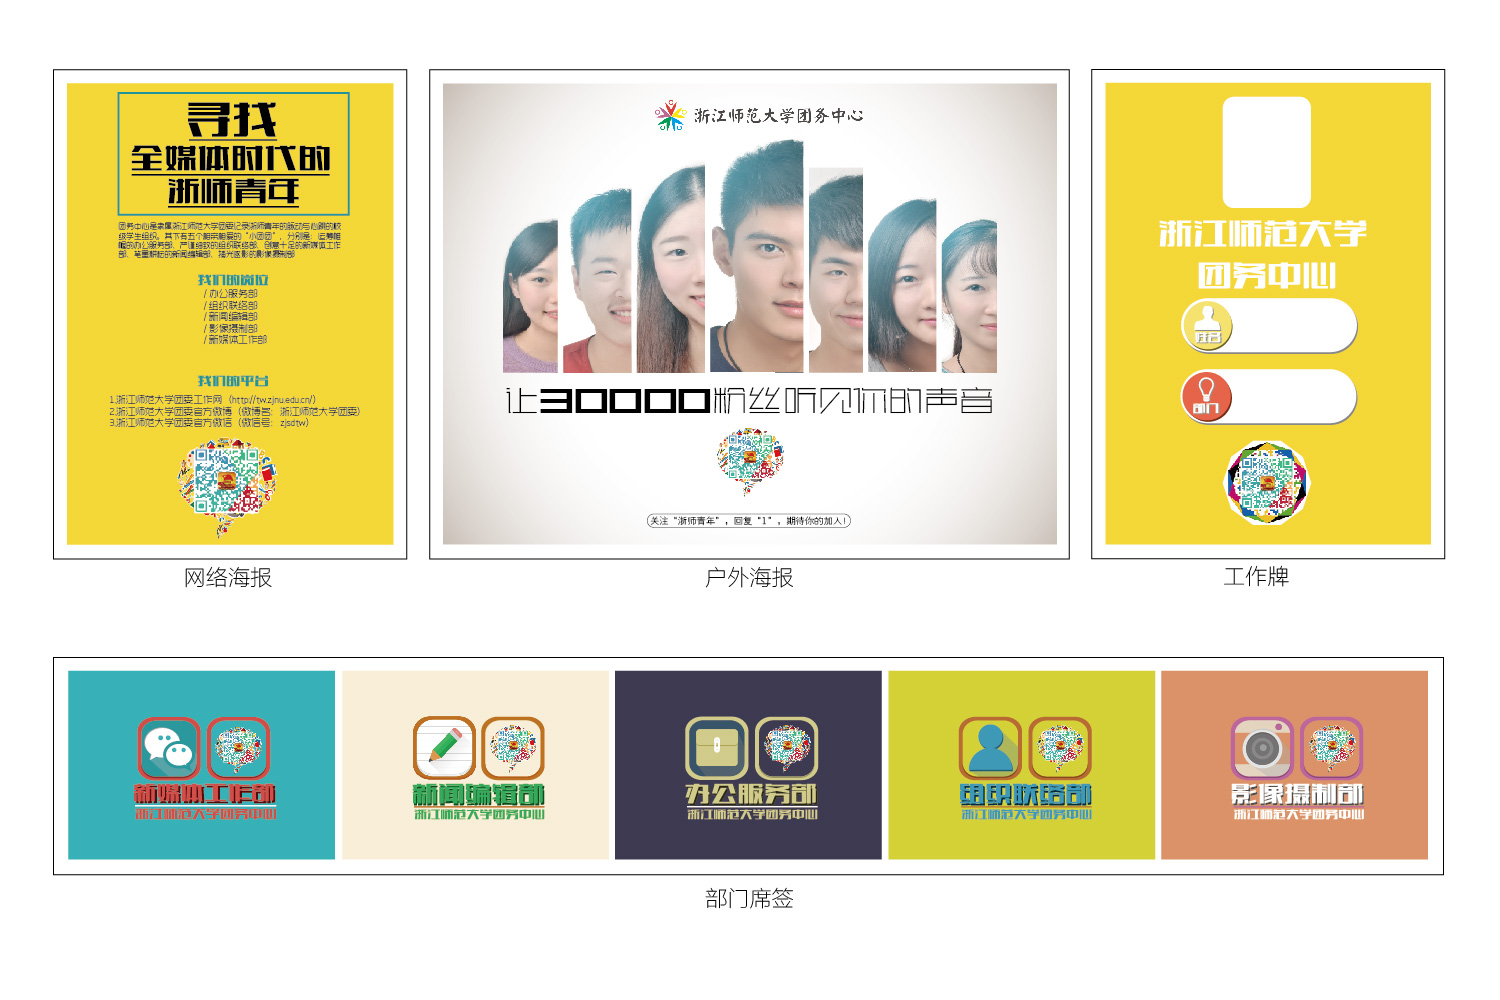 寻找
全媒体时代的
浙师青年
团务中心是隶属浙江师范大学团委记录浙师青年的脉动与心跳的校
级学生组织。其下有五个相亲相爱的“小团团”，分别是：运筹帷
幄的办公服务部、严谨细致的组织联络部、创意十足的新媒体工作
部、笔墨耕耘的新闻编辑部、捕光逐影的影像摄制部
我们的岗位
/ 办公服务部
/ 组织联络部
/ 新闻编辑部
/ 影像摄制部
/ 新媒体工作部
我们的平台
1.浙江师范大学团委工作网（http://tw.zjnu.edu.cn/）
2.浙江师范大学团委官方微博（微博名：浙江师范大学团委）
3.浙江师范大学团委官方微信（微信号：zjsdtw）
网络海报
浙江师范大学团务中心
让30000粉丝听见你的声音
关注“浙师青年”，回复“1”，期待你的加入！
户外海报
浙江师范大学
团务中心
姓名
部门
工作牌
新媒体工作部
浙江师范大学团务中心
新闻编辑部
浙江师范大学团务中心
办公服务部
浙江师范大学团务中心
组织联络部
浙江师范大学团务中心
影像摄制部
浙江师范大学团务中心
部门席签